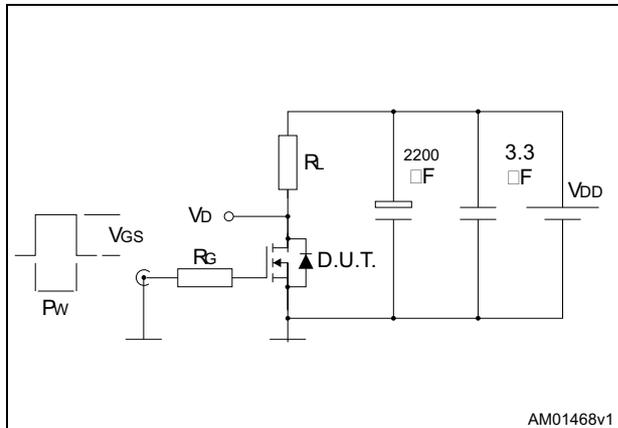 RL
2200
□F
3.3
□F
VDD
VD
VGS
RG
D.U.T.
PW
AM01468v1